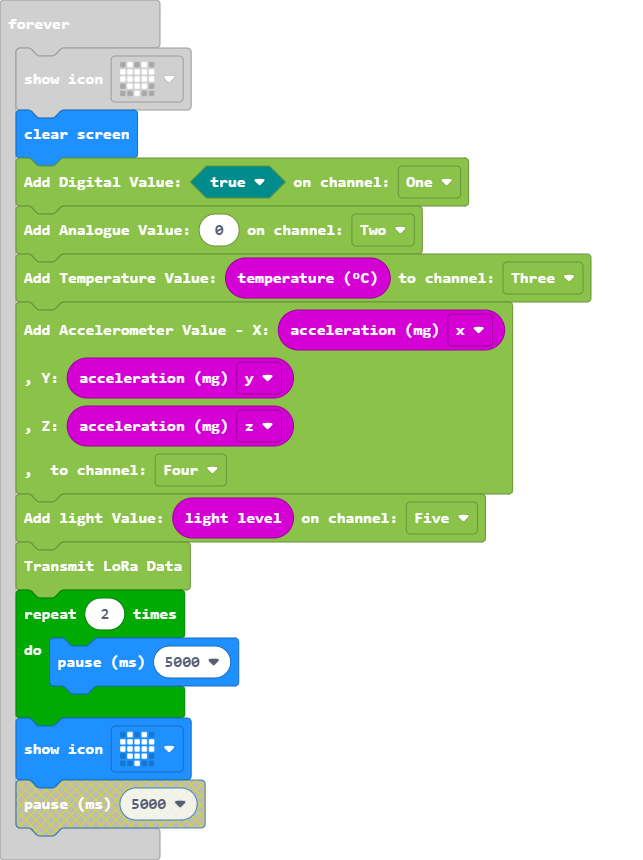 forever
show icon
clear screen
Add Digital Value: true on channel: One
Add Analogue Value: 0 on channel: Two
Add Temperature Value: temperature (ºC) to channel: Three
Add Accelerometer Value - X: acceleration (mg) x
, Y: acceleration (mg) y
, Z: acceleration (mg) z
, to channel: Four
Add light Value: light level on channel: Five
Transmit LoRa Data
repeat 2 times
do
pause (ms) 5000
show icon
pause (ms) 5000